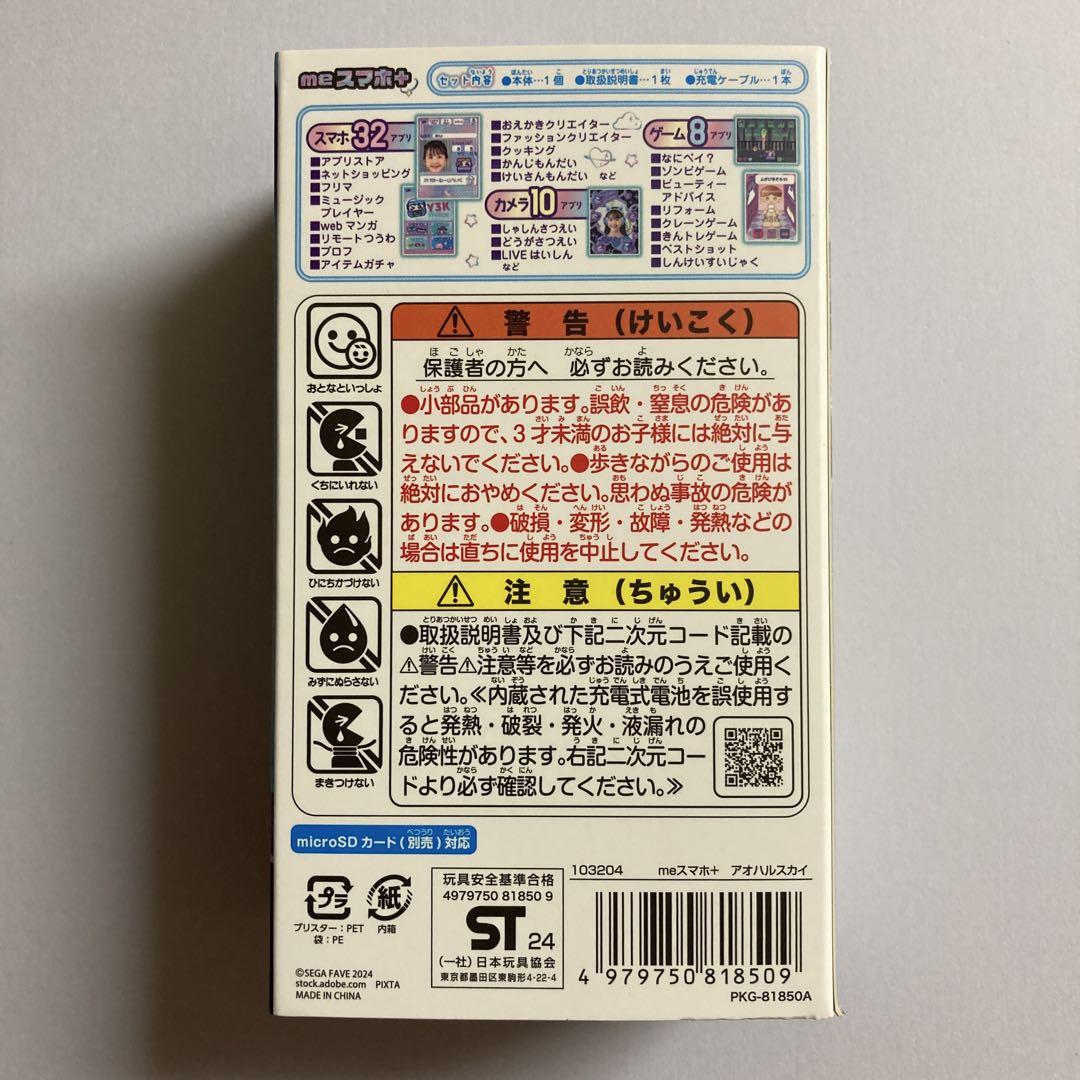 meスマホ+
セット内容 ●本体…1個 ●取扱説明書…1枚 ●充電ケーブル…1本
スマホ32アプリ
■アプリストア
■ネットショッピング
■フリマ
■ミュージック
プレイヤー
■webマンガ
■リモートつうわ
■プロフ
■アイテムガチャ
■おえかきクリエイター
■ファッションクリエイター
■クッキング
■かんじもんだい
■けいさんもんだい など
カメラ10アプリ
■しゃしんさつえい
■どうがさつえい
■LIVEはいしん
など
ゲーム8アプリ
■なにペイ?
■ゾンビゲーム
■ビューティー
アドバイス
■リフォーム
■クレーンゲーム
■きんトレゲーム
■ベストショット
■しんけいすいじゃく
Y3K
おとなといっしょ
くちにいれない
ひにちかづけない
みずにぬらさない
まきつけない
警告(けいこく)
保護者の方へ 必ずお読みください。
●小部品があります。誤飲・窒息の危険があ
りますので、3才未満のお子様には絶対に与
えないでください。●歩きながらのご使用は
絶対におやめください。思わぬ事故の危険が
あります。●破損・変形・故障・発熱などの
場合は直ちに使用を中止してください。
注意(ちゅうい)
●取扱説明書及び下記二次元コード記載の
⚠警告⚠注意等を必ずお読みのうえご使用く
ださい。≪内蔵された充電式電池を誤使用す
ると発熱・破裂・発火・液漏れの
危険性があります。右記二次元コー
ドより必ず確認してください。≫
microSDカード(別売)対応
プラ
ブリスター:PET
袋:PE
紙
内箱
©SEGA FAVE 2024
stock.adobe.com PIXTA
MADE IN CHINA
玩具安全基準合格
4979750 81850 9
ST 24
(一社)日本玩具協会
東京都墨田区東駒形4-22-4
103204 meスマホ+ アオハルスカイ
4 979750 818509
PKG-81850A